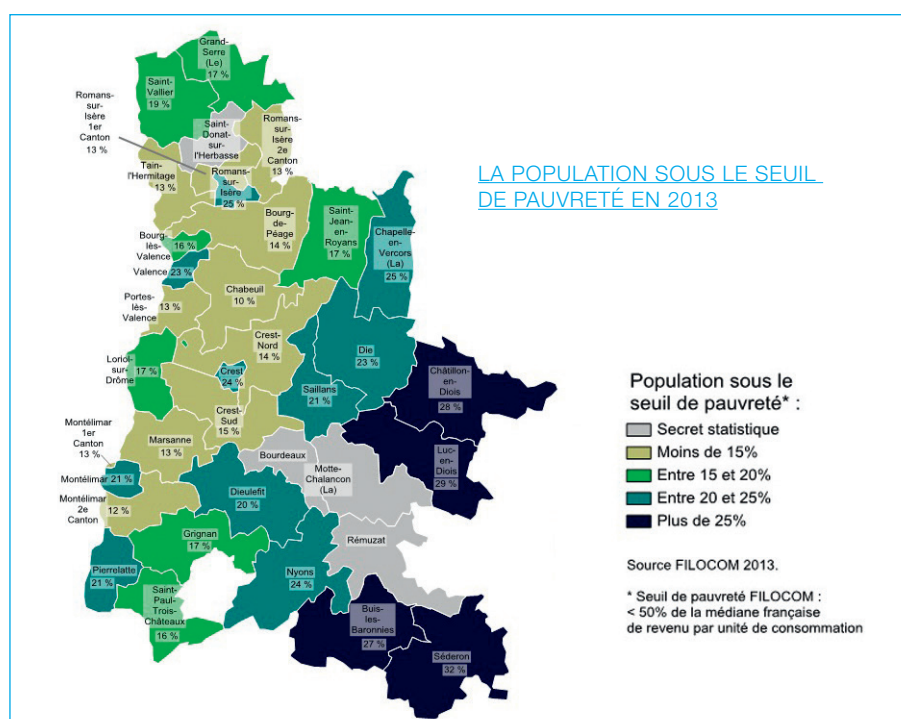 LA POPULATION SOUS LE SEUIL
DE PAUVRETÉ EN 2013
Grand-
Serre
(Le)
17 %
Saint-
Vallier
19 %
Romans-
sur-
Isère
1er
Canton
13 %
Saint-
Donat-
sur-
l'Herbasse
Romans-
sur-Isère
2e
Canton
13 %
Tain-
l'Hermitage
13 %
Romans-
sur-
Isère
25 %
Bourg-
de-
Péage
14 %
Saint-
Jean-
en-
Royans
17 %
Chapelle-
en-
Vercors
(La)
25 %
Bourg-
lès-
Valence
16 %
Valence
23 %
Portes-
lès-
Valence
13 %
Chabeuil
10 %
Crest-
Nord
14 %
Die
23 %
Loriol-
sur-
Drôme
17 %
Crest
24 %
Saillans
21 %
Châtillon-
en-
Diois
28 %
Crest-
Sud
15 %
Montélimar
1er
Canton
13 %
Marsanne
13 %
Bourdeaux
Motte-
Chalancon
(La)
Luc-
en-
Diois
29 %
Montélimar
21 %
Montélimar
2e
Canton
12 %
Dieulefit
20 %
Grignan
17 %
Rémuzat
Pierrelatte
21 %
Nyons
24 %
Saint-
Paul-
Trois-
Châteaux
16 %
Buis-
les-
Baronnies
27 %
Séderon
32 %
Population sous le
seuil de pauvreté* :
Secret statistique
Moins de 15%
Entre 15 et 20%
Entre 20 et 25%
Plus de 25%
Source FILOCOM 2013.
* Seuil de pauvreté FILOCOM :
< 50% de la médiane française
de revenu par unité de consommation